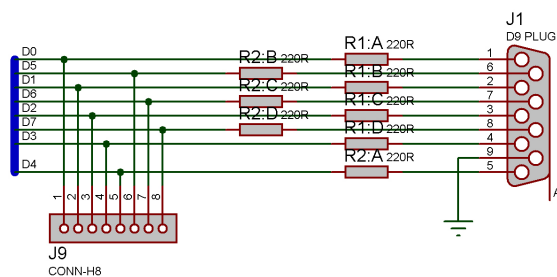 J1
D9 PLUG
D0
R1:A 220R
1
D5
R2:B 220R
6
D1
R1:B 220R
2
D6
R2:C 220R
7
D2
R1:C 220R
3
D7
R2:D 220R
8
D3
R1:D 220R
4
9
D4
R2:A 220R
5
A
1 2 3 4 5 6 7 8
J9
CONN-H8